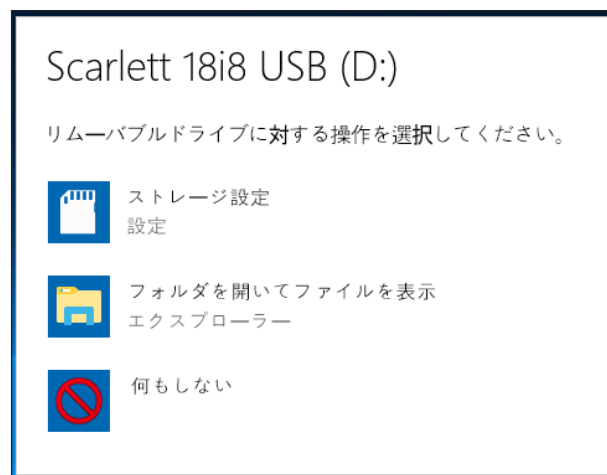 Scarlett 18i8 USB (D:)
リムーバブルドライブに対する操作を選択してください。
ストレージ設定
設定
フォルダを開いてファイルを表示
エクスプローラー
何もしない